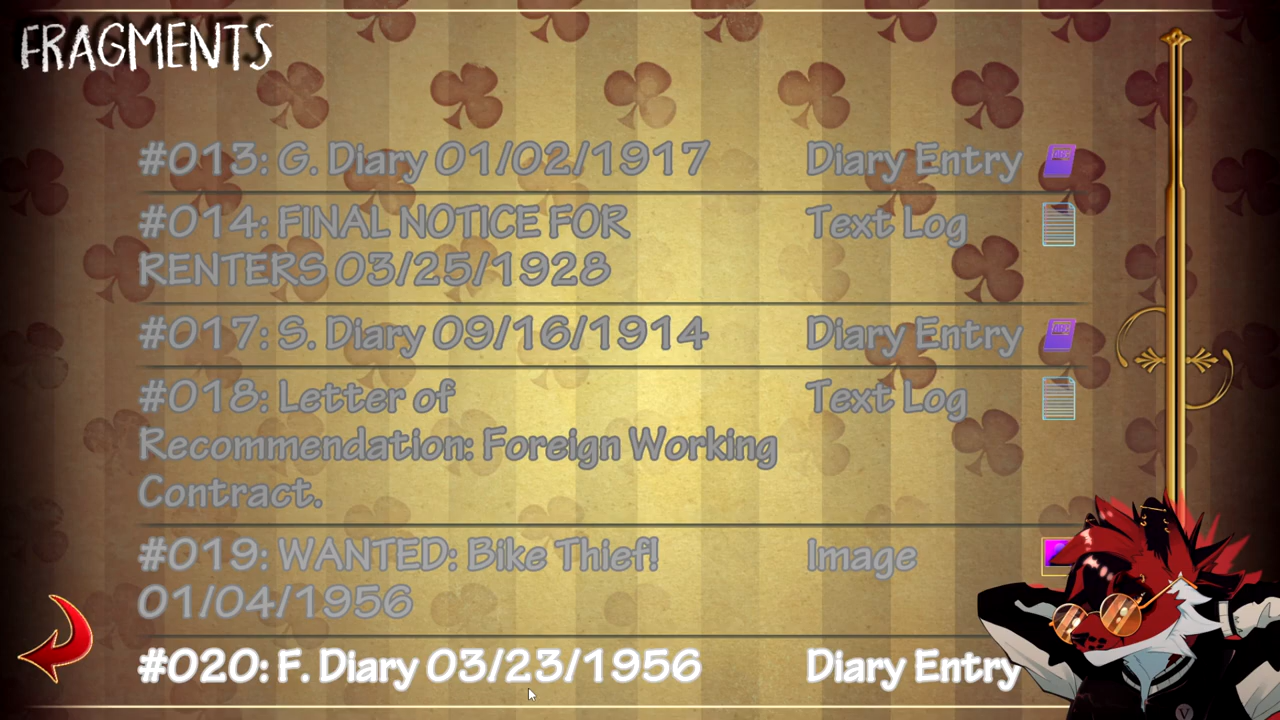 FRAGMENTS
#013: G. Diary 01/02/1917 Diary Entry
#014: FINAL NOTICE FOR Text Log
RENTERS 03/25/1928
#017: S. Diary 09/16/1914 Diary Entry
#018: Letter of Text Log
Recommendation: Foreign Working
Contract.
#019: WANTED: Bike Thief! Image
01/04/1956
#020: F. Diary 03/23/1956 Diary Entry
V